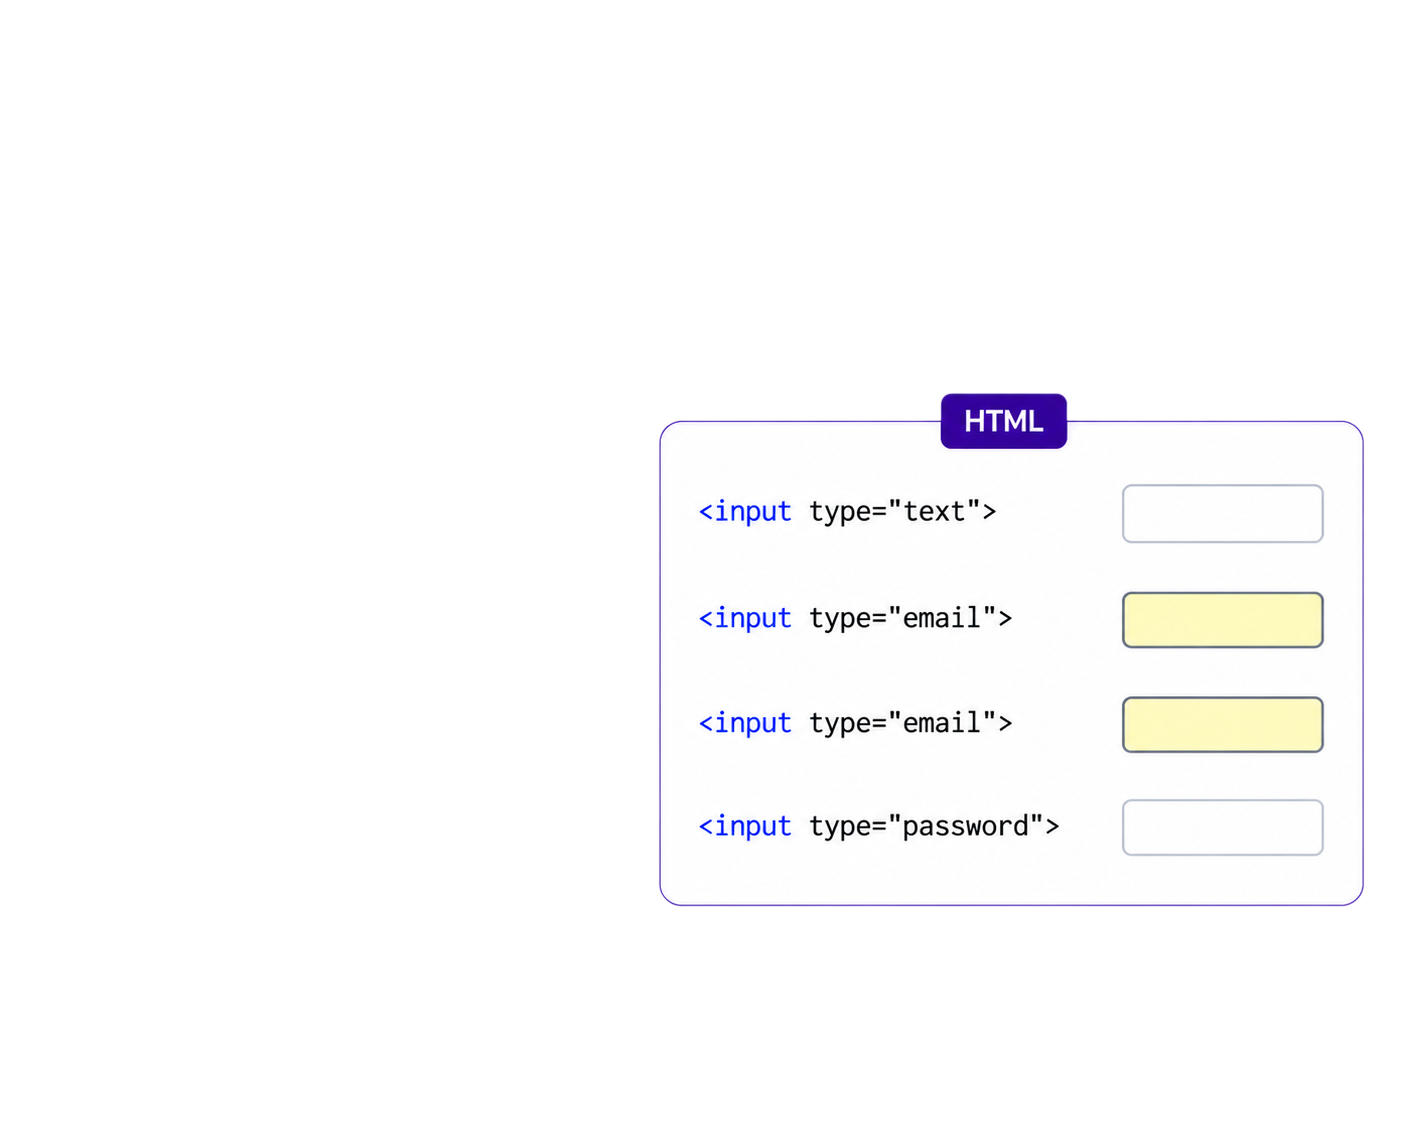 HTML
<input type="text">
<input type="email">
<input type="email">
<input type="password">